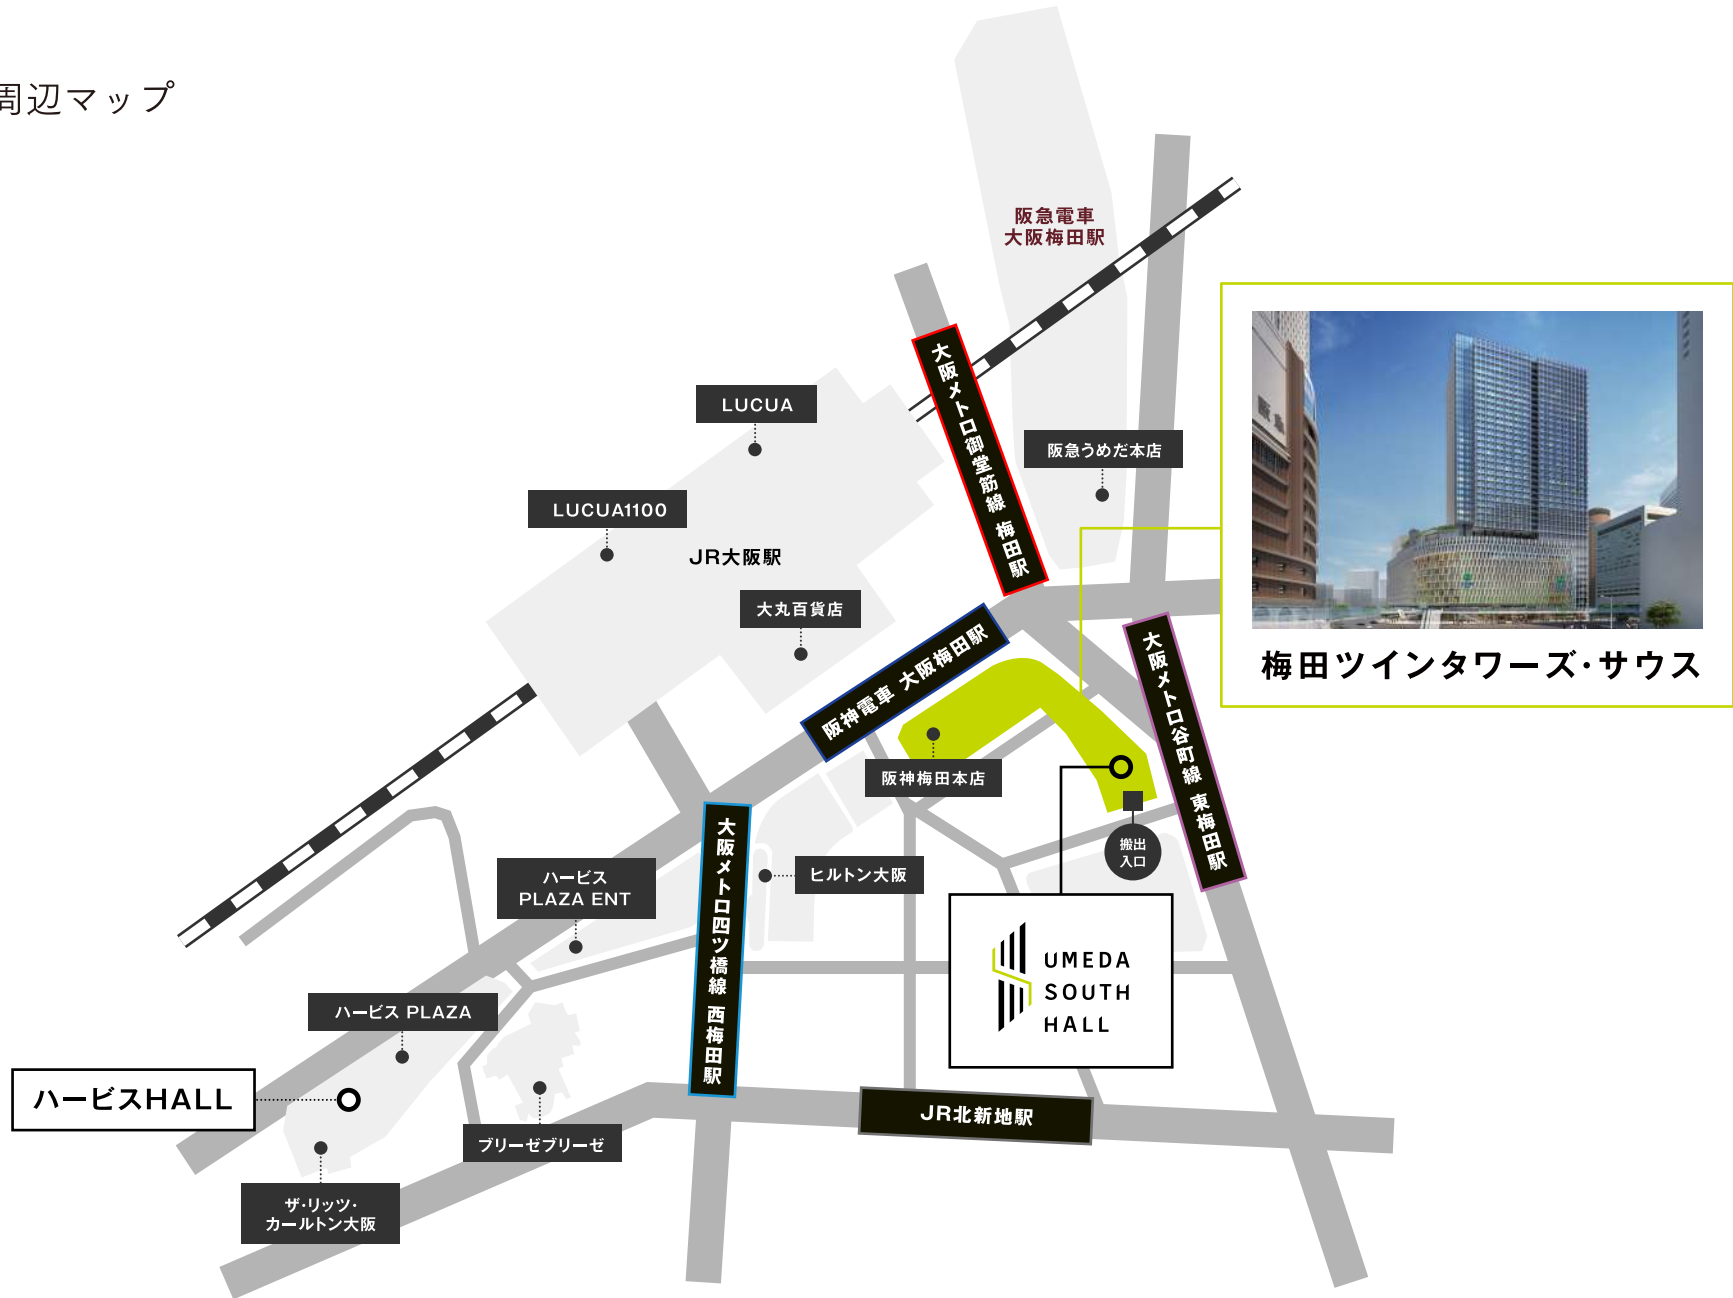 周辺マップ
阪急電車
大阪梅田駅
大阪メトロ御堂筋線 梅田駅
LUCUA
阪急うめだ本店
LUCUA1100
JR大阪駅
大丸百貨店
阪神電車 大阪梅田駅
大阪メトロ谷町線 東梅田駅
梅田ツインタワーズ・サウス
阪神梅田本店
搬出
入口
大阪メトロ四ツ橋線 西梅田駅
ヒルトン大阪
ハービス
PLAZA ENT
UMEDA
SOUTH
HALL
ハービス PLAZA
ハービスHALL
JR北新地駅
ブリーゼブリーゼ
ザ・リッツ・
カールトン大阪